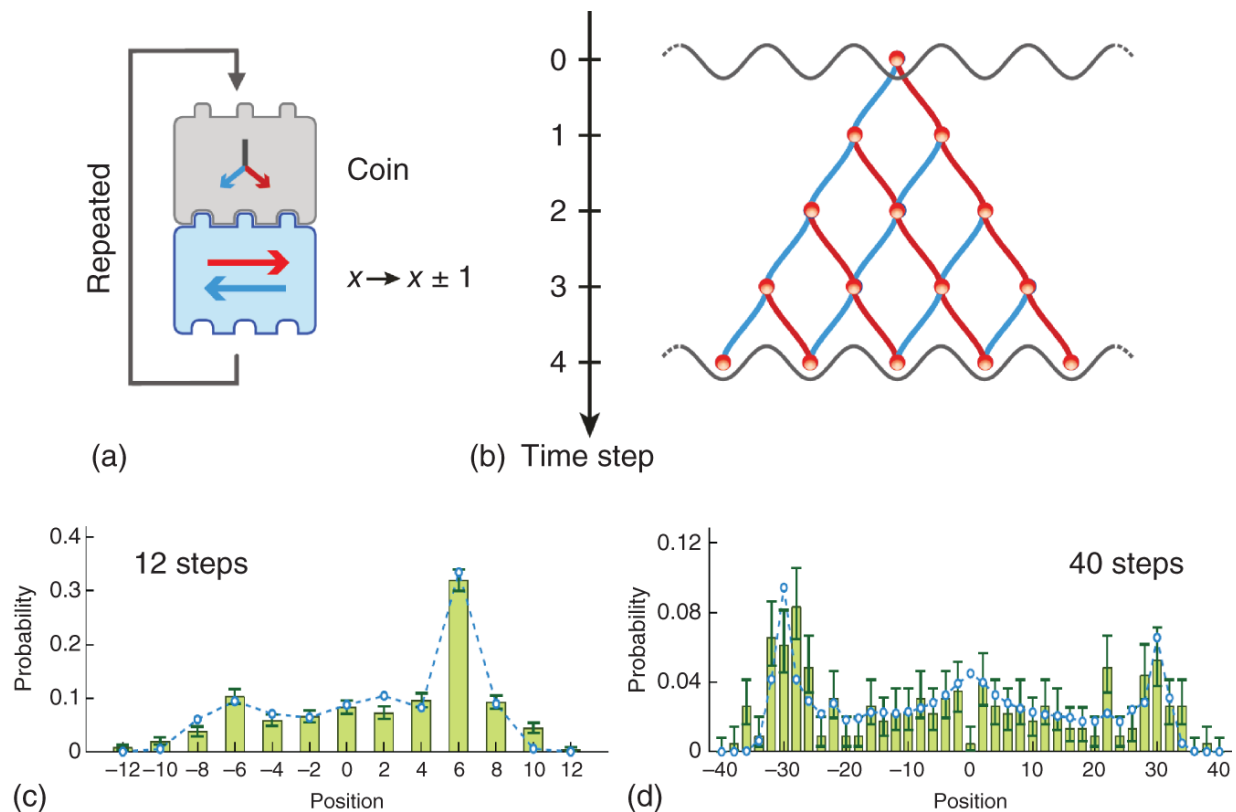 Repeated
Coin
x → x ± 1
(a)
0
1
2
3
4
(b) Time step
0.4
0.3
0.2
0.1
0
Probability
12 steps
−12 −10 −8 −6 −4 −2 0 2 4 6 8 10 12
Position
(c)
0.12
0.08
0.04
0
Probability
40 steps
−40 −30 −20 −10 0 10 20 30 40
Position
(d)